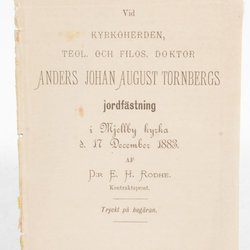 Vid
KYRKOHERDEN,
TEOL. OCH FILOS. DOKTOR
ANDERS JOHAN AUGUST TORNBERGS
jordfästning
i Mjellby kyrka
d. 17 December 1883.
AF
D:R E. H. RODHE.
Kontraktsprost.
Tryckt på begäran.